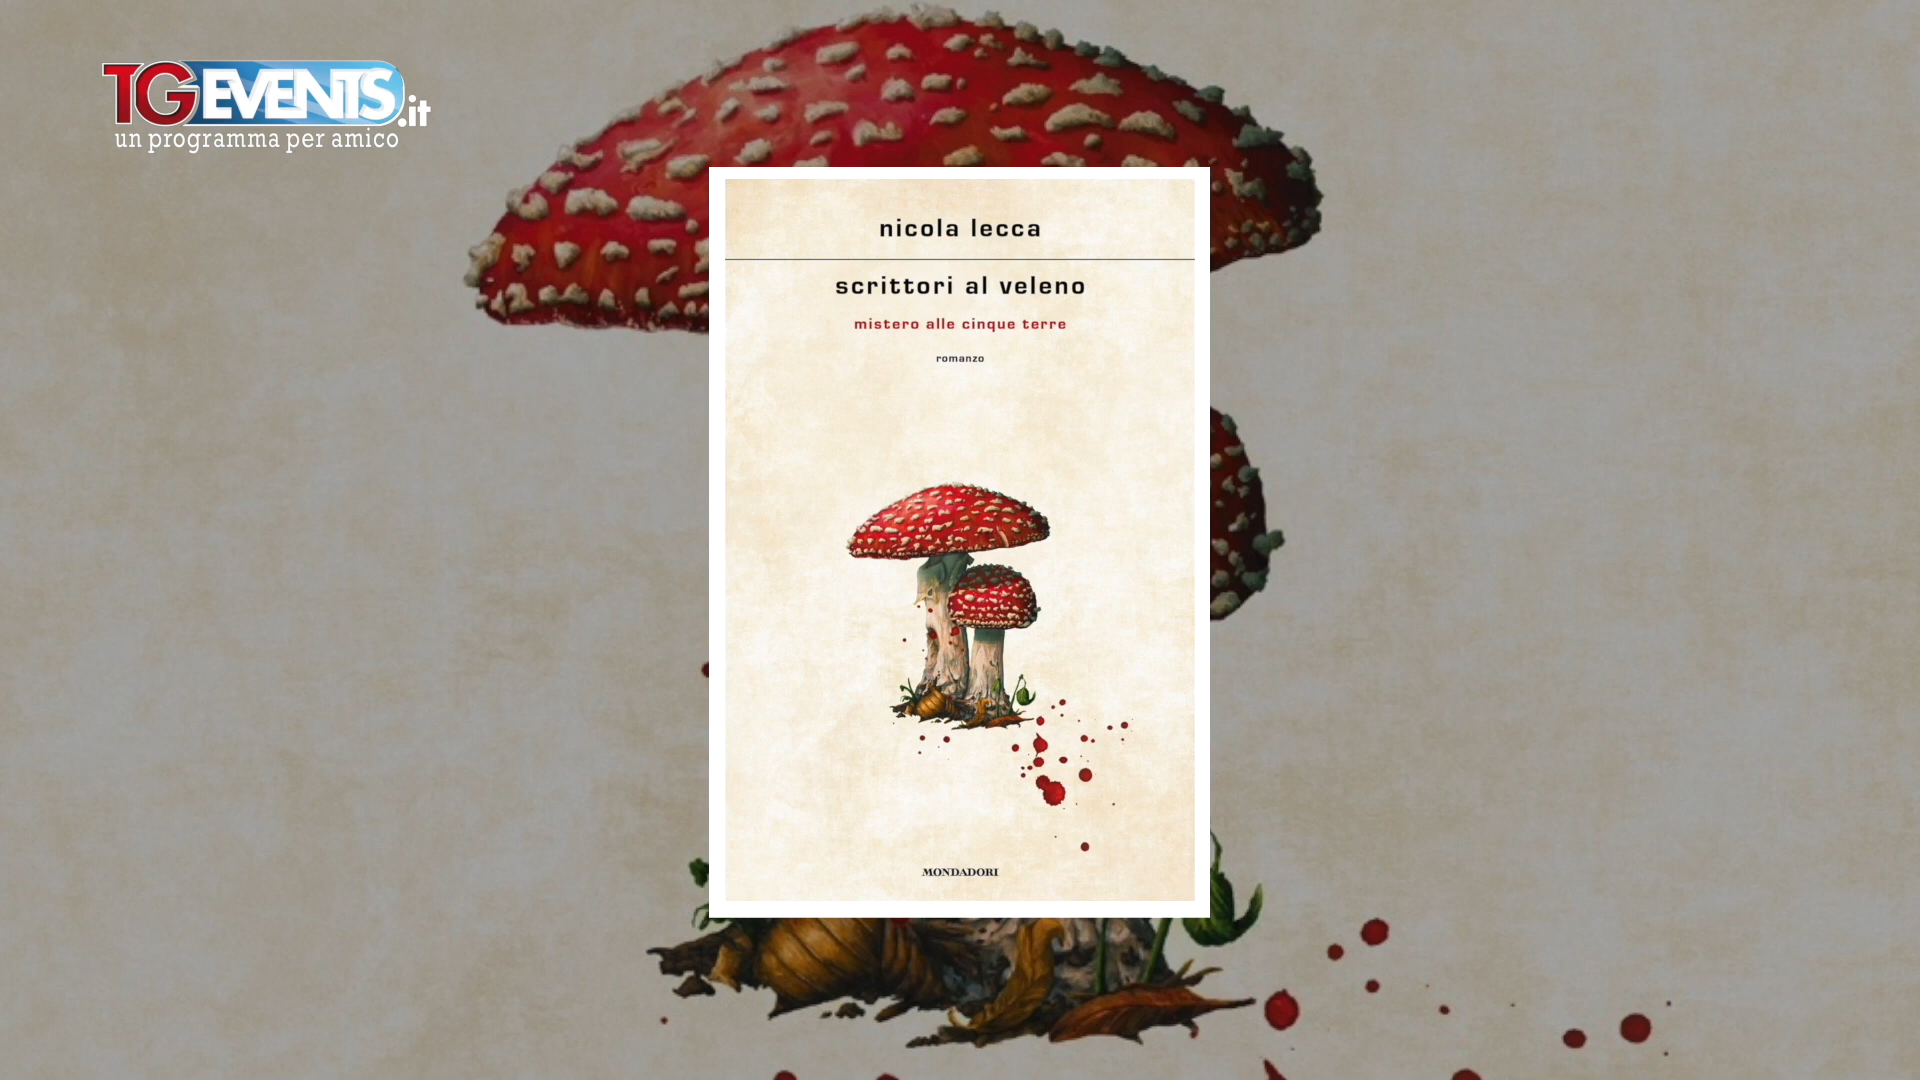 TGEVENTS.it
un programma per amico
nicola lecca
scrittori al veleno
mistero alle cinque terre
romanzo
MONDADORI